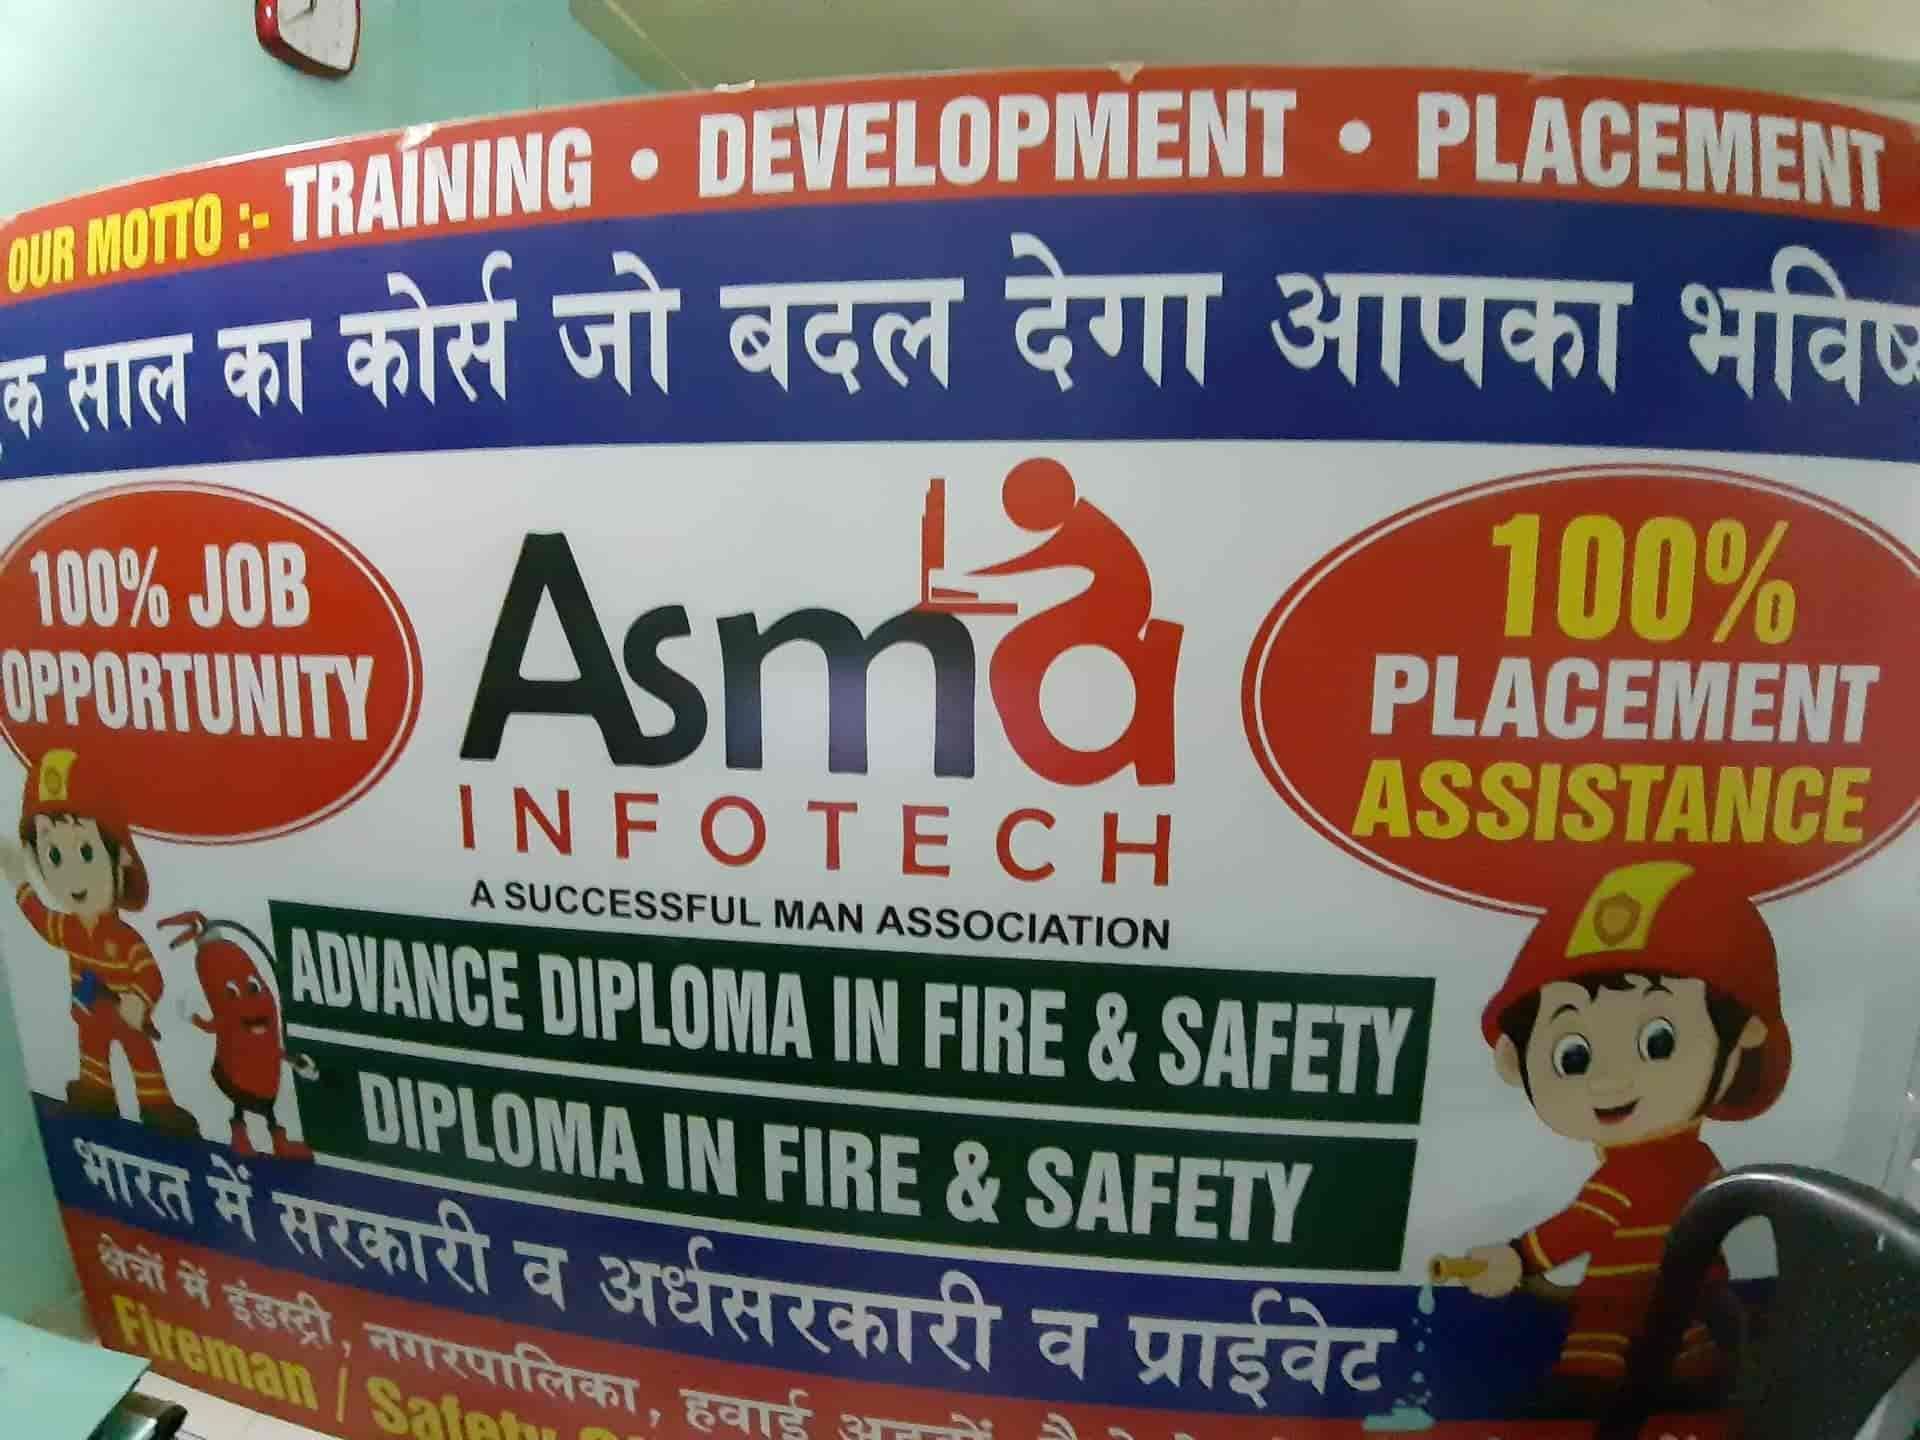 OUR MOTTO :- TRAINING • DEVELOPMENT • PLACEMENT
साल का कोर्स जो बदल देगा आपका
100% JOB
OPPORTUNITY
Asma
INFOTECH
A SUCCESSFUL MAN ASSOCIATION
100%
PLACEMENT
ASSISTANCE
ADVANCE DIPLOMA IN FIRE & SAFETY
DIPLOMA IN FIRE & SAFETY
भारत में सरकारी व अर्धसरकारी व प्राईवेट
क्षेत्रों में इंडस्ट्री, नगरपालिका, हवाई
Fireman / Safety